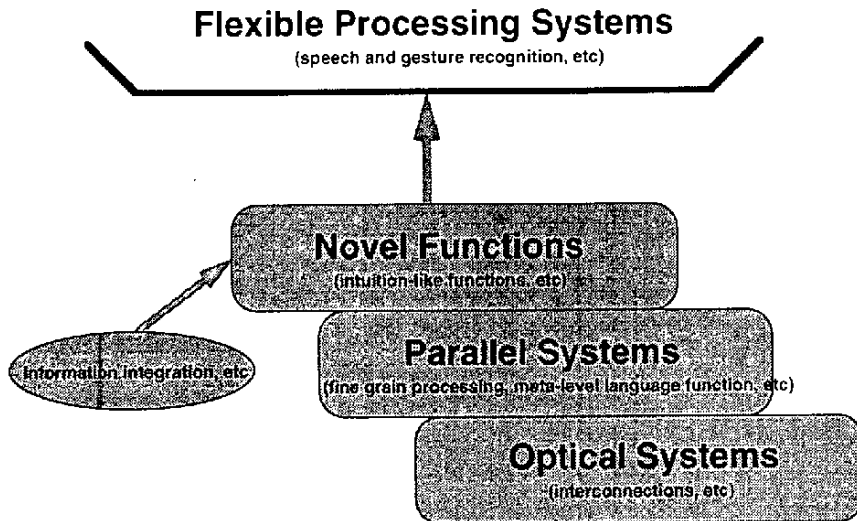 Flexible Processing Systems
(speech and gesture recognition, etc)
Novel Functions
(intuition-like functions, etc)
Information integration, etc
Parallel Systems
(fine grain processing, meta-level language function, etc)
Optical Systems
(interconnections, etc)